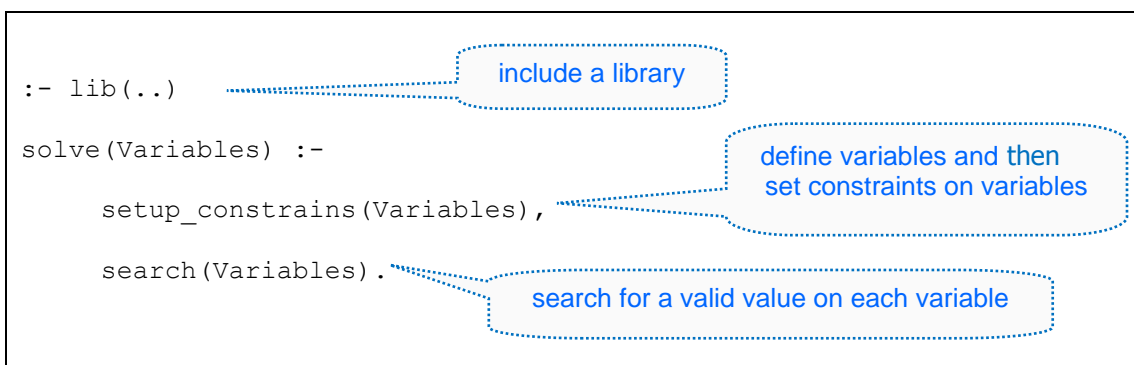 include a library
:- lib(..)
solve(Variables) :-
define variables and then
set constraints on variables
setup_constrains(Variables),
search(Variables).
search for a valid value on each variable